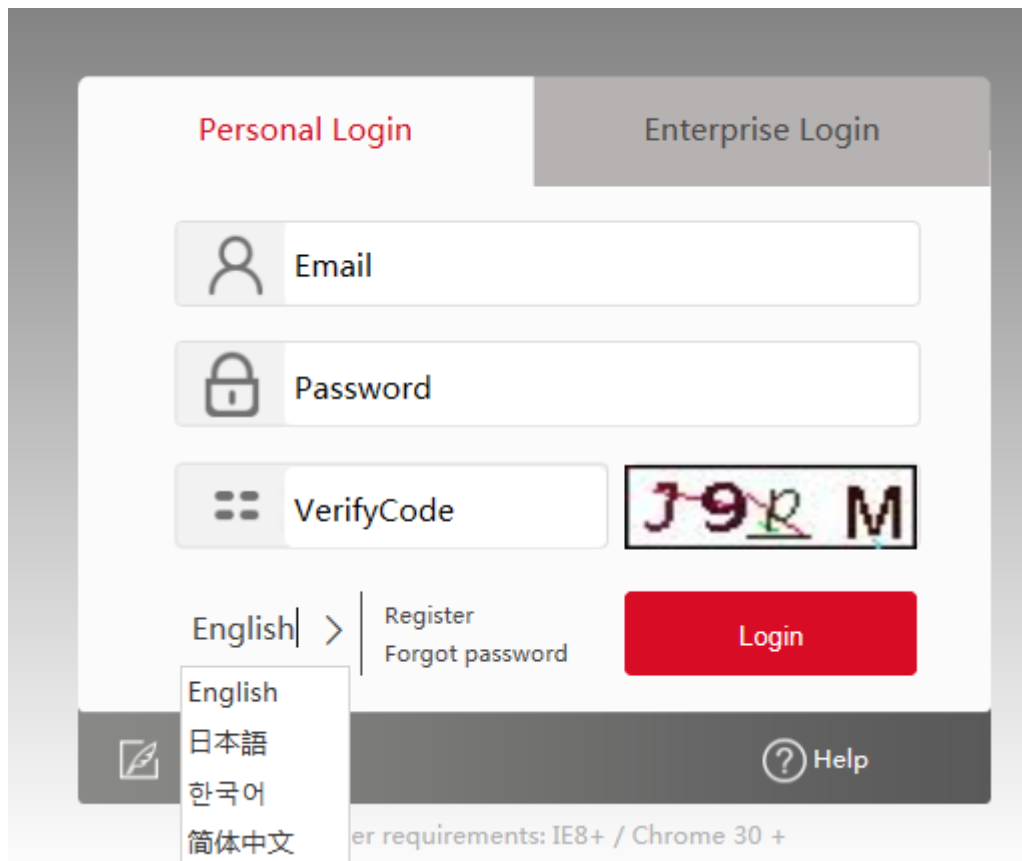 Personal Login
Enterprise Login
Email
Password
VerifyCode
J9R M
English
Register
Forgot password
Login
English
日本語
한국어
简体中文
Help
er requirements: IE8+ / Chrome 30 +